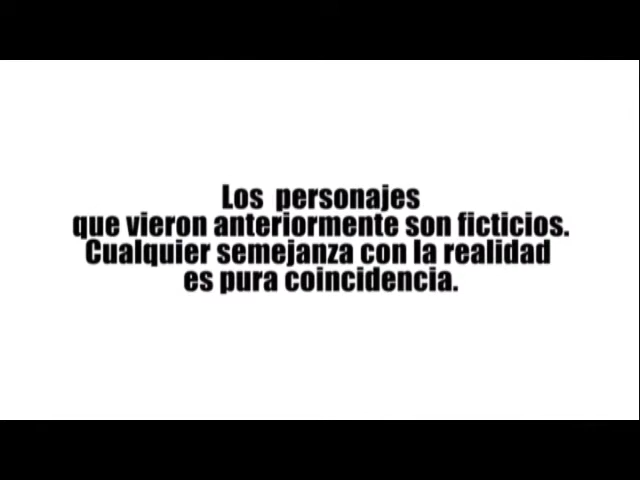 Los personajes
que vieron anteriormente son ficticios.
Cualquier semejanza con la realidad
es pura coincidencia.